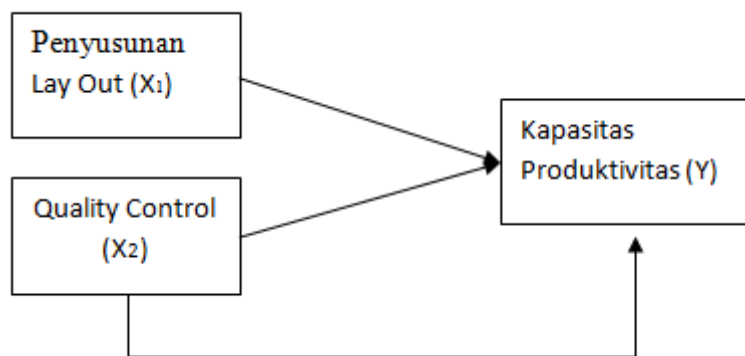 Penyusunan
Lay Out (X₁)
Quality Control
(X₂)
Kapasitas
Produktivitas (Y)